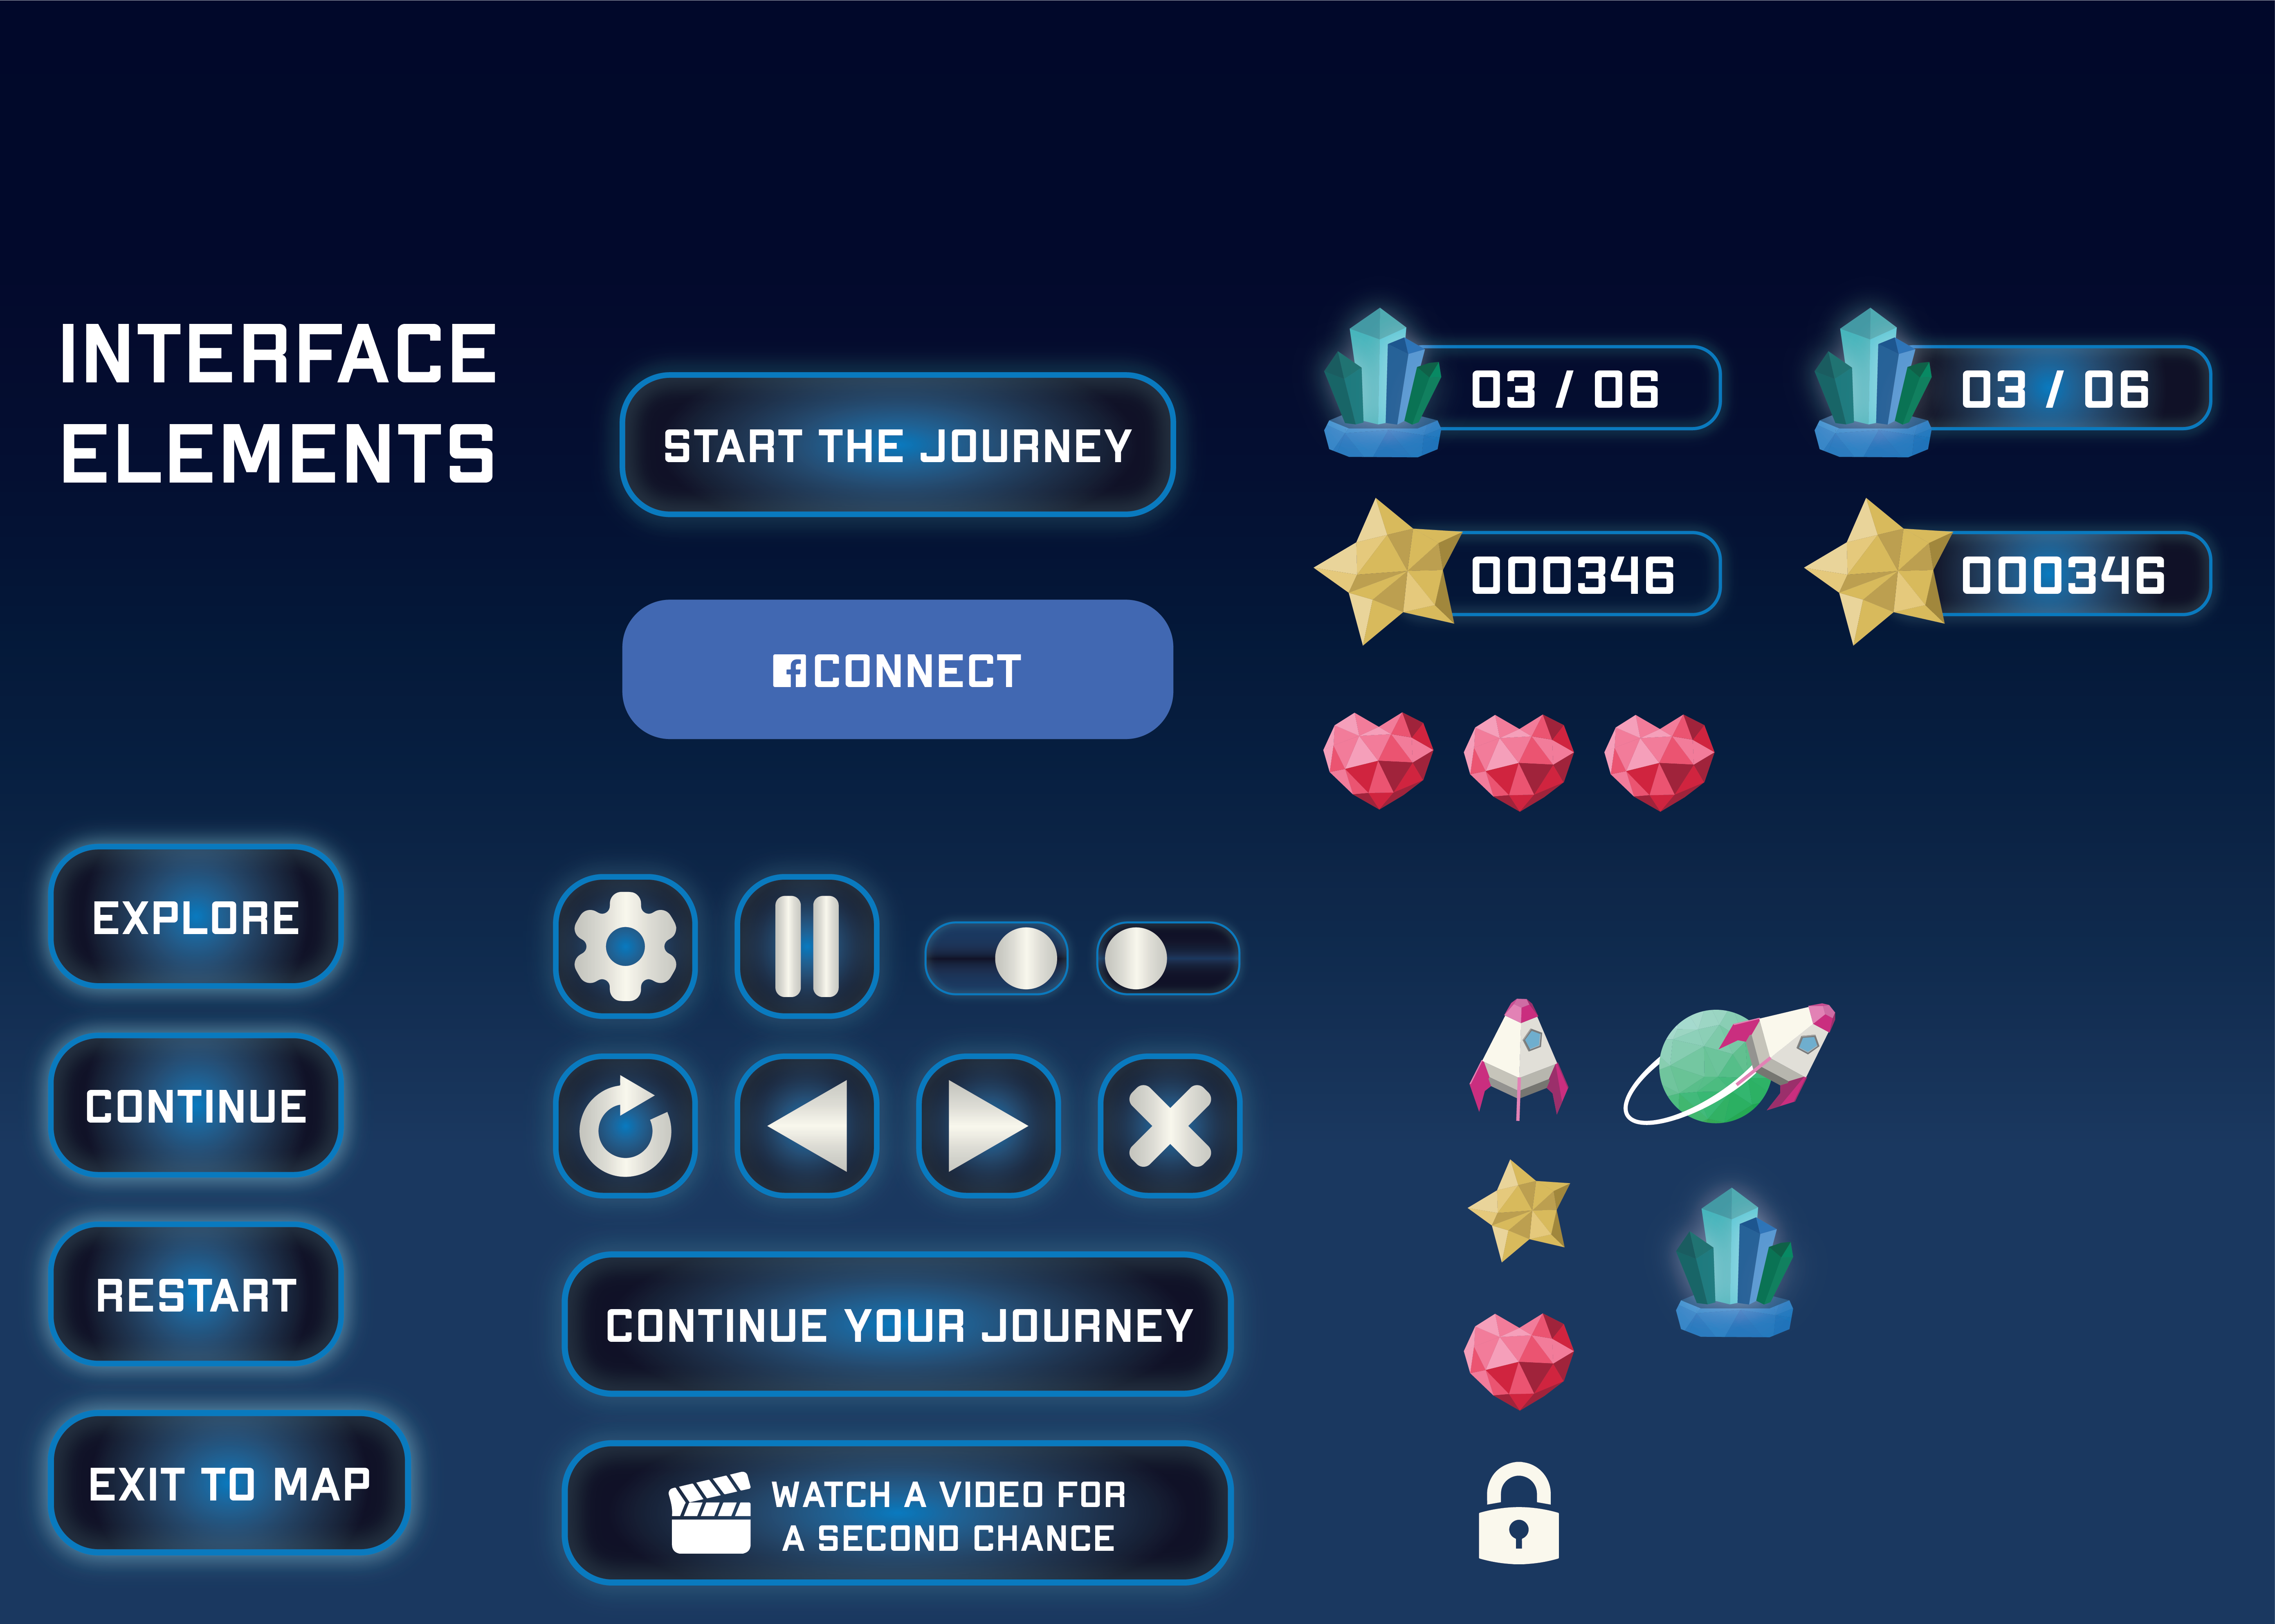 INTERFACE
ELEMENTS
START THE JOURNEY
CONNECT
03 / 06
03 / 06
000346
000346
EXPLORE
CONTINUE
RESTART
EXIT TO MAP
CONTINUE YOUR JOURNEY
WATCH A VIDEO FOR
A SECOND CHANCE